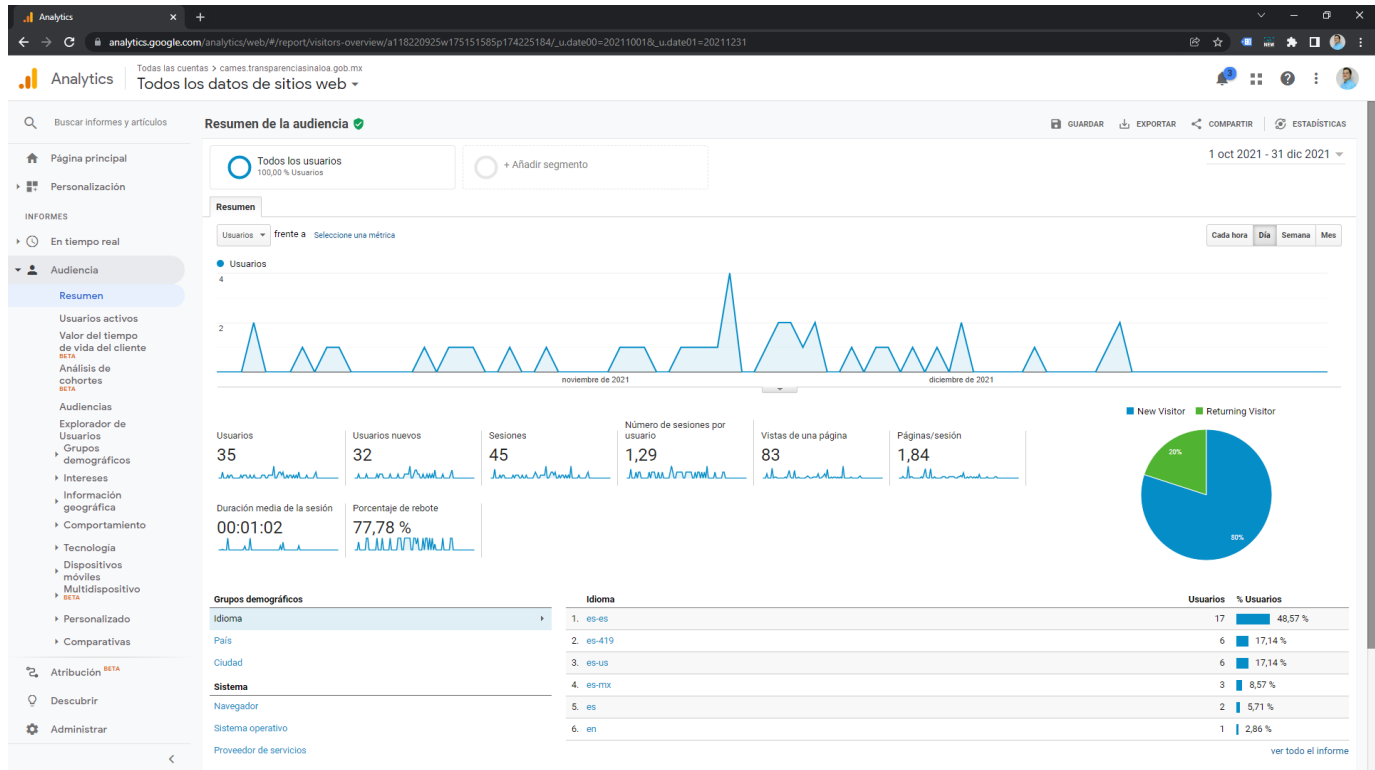 Analytics
analytics.google.com/analytics/web/#/report/visitors-overview/a118220925w175151585p174225184/_u.date00=20211001&_u.date01=20211231
NEW
Analytics
Todas las cuentas > cames.transparenciasinaloa.gob.mx
Todos los datos de sitios web
3
Buscar informes y artículos
Página principal
Personalización
INFORMES
En tiempo real
Audiencia
Resumen
Usuarios activos
Valor del tiempo
de vida del cliente
BETA
Análisis de
cohortes
BETA
Audiencias
Explorador de
Usuarios
Grupos
demográficos
Intereses
Información
geográfica
Comportamiento
Tecnología
Dispositivos
móviles
Multidispositivo
BETA
Personalizado
Comparativas
Atribución BETA
Descubrir
Administrar
Resumen de la audiencia
GUARDAR EXPORTAR COMPARTIR ESTADÍSTICAS
Todos los usuarios
100,00 % Usuarios
+ Añadir segmento
1 oct 2021 - 31 dic 2021
Resumen
Usuarios frente a Seleccione una métrica
Cada hora Día Semana Mes
Usuarios
4
2
noviembre de 2021 diciembre de 2021
New Visitor Returning Visitor
Usuarios
35
Usuarios nuevos
32
Sesiones
45
Número de sesiones por
usuario
1,29
Vistas de una página
83
Páginas/sesión
1,84
20%
80%
Duración media de la sesión
00:01:02
Porcentaje de rebote
77,78 %
Grupos demográficos
Idioma
País
Ciudad
Sistema
Navegador
Sistema operativo
Proveedor de servicios
Idioma Usuarios % Usuarios
1. es-es 17 48,57 %
2. es-419 6 17,14 %
3. es-us 6 17,14 %
4. es-mx 3 8,57 %
5. es 2 5,71 %
6. en 1 2,86 %
ver todo el informe